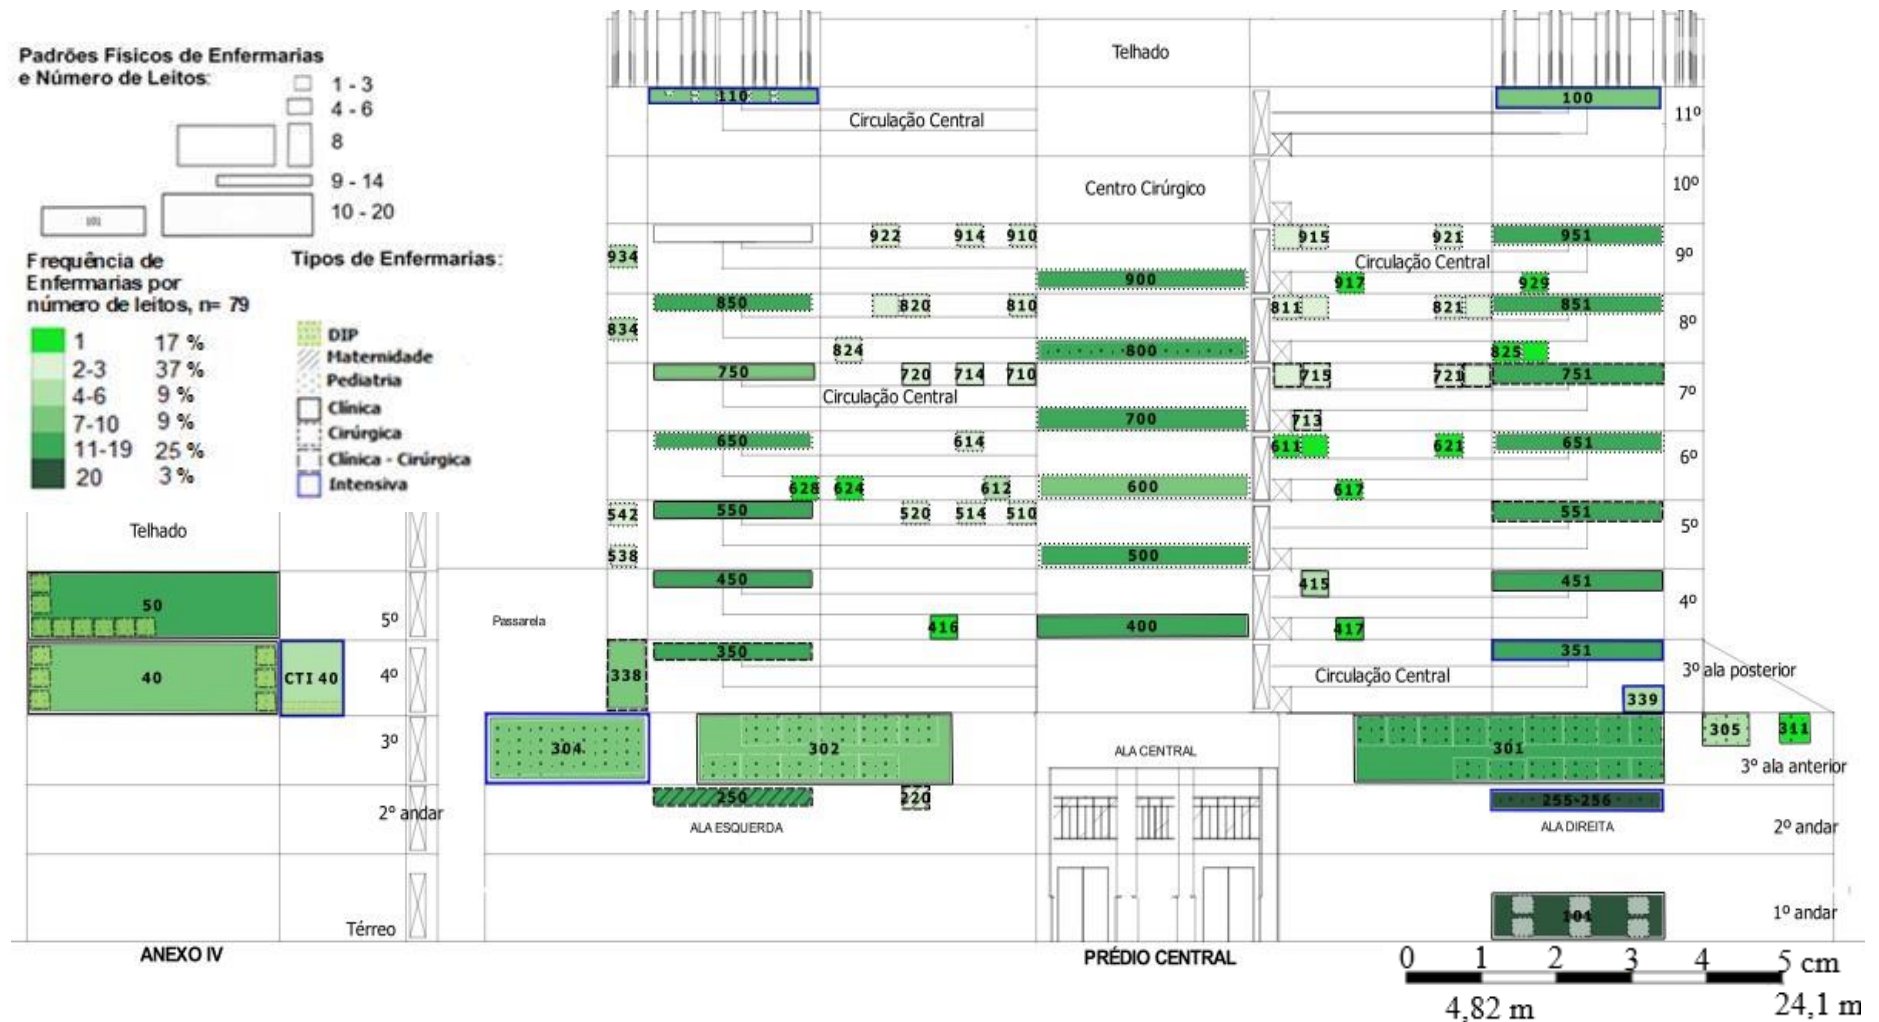 Padrões Físicos de Enfermarias
e Número de Leitos:
1 - 3
4 - 6
8
9 - 14
10 - 20
101
Frequência de
Enfermarias por
número de leitos, n= 79
1 17 %
2-3 37 %
4-6 9 %
7-10 9 %
11-19 25 %
20 3 %
Tipos de Enfermarias:
DIP
Maternidade
Pediatria
Clínica
Cirúrgica
Clínica - Cirúrgica
Intensiva
Telhado
110
100
Circulação Central
11º
Centro Cirúrgico
10º
922 914 910
915 921 951
934
Circulação Central
9º
900
917 929
850
820 810
811 821 851
834
8º
824
800
825
750
720 714 710
715 721 751
Circulação Central
7º
700
713
650
614
611 621 651
6º
628 624 612
600
617
550
542
520 514 510
551
5º
538
500
450
415
451
4º
416
400
417
350
351
338
Circulação Central
3º ala posterior
339
Telhado
50
5º
Passarela
40
CTI 40
4º
3º
304
302
ALA CENTRAL
301
305
311
3º ala anterior
250
220
255-256
2º andar
ALA ESQUERDA
ALA DIREITA
2º andar
101
1º andar
Térreo
ANEXO IV
PRÉDIO CENTRAL
0 1 2 3 4 5 cm
4,82 m 24,1 m